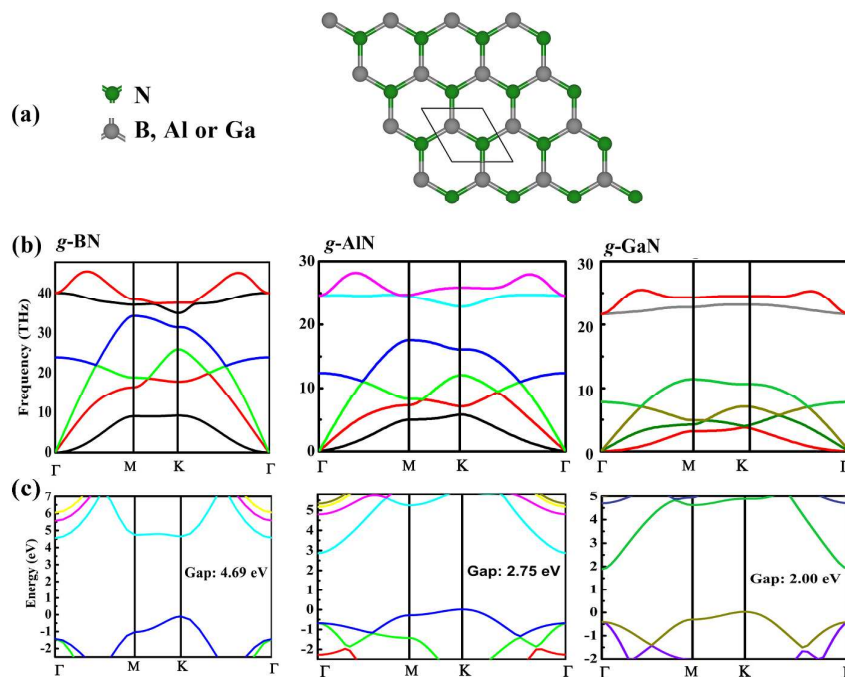 (a)
N
B, Al or Ga
(b)
g-BN
g-AlN
g-GaN
Frequency (THz)
40
30
20
10
0
Γ M K Γ
30
20
10
0
Γ M K Γ
30
20
10
0
Γ M K Γ
(c)
Energy (eV)
7
6
5
4
3
2
1
0
-1
-2
Gap: 4.69 eV
Γ M K Γ
5
4
3
2
1
0
-1
-2
Gap: 2.75 eV
Γ M K Γ
5
4
3
2
1
0
-1
-2
Gap: 2.00 eV
Γ M K